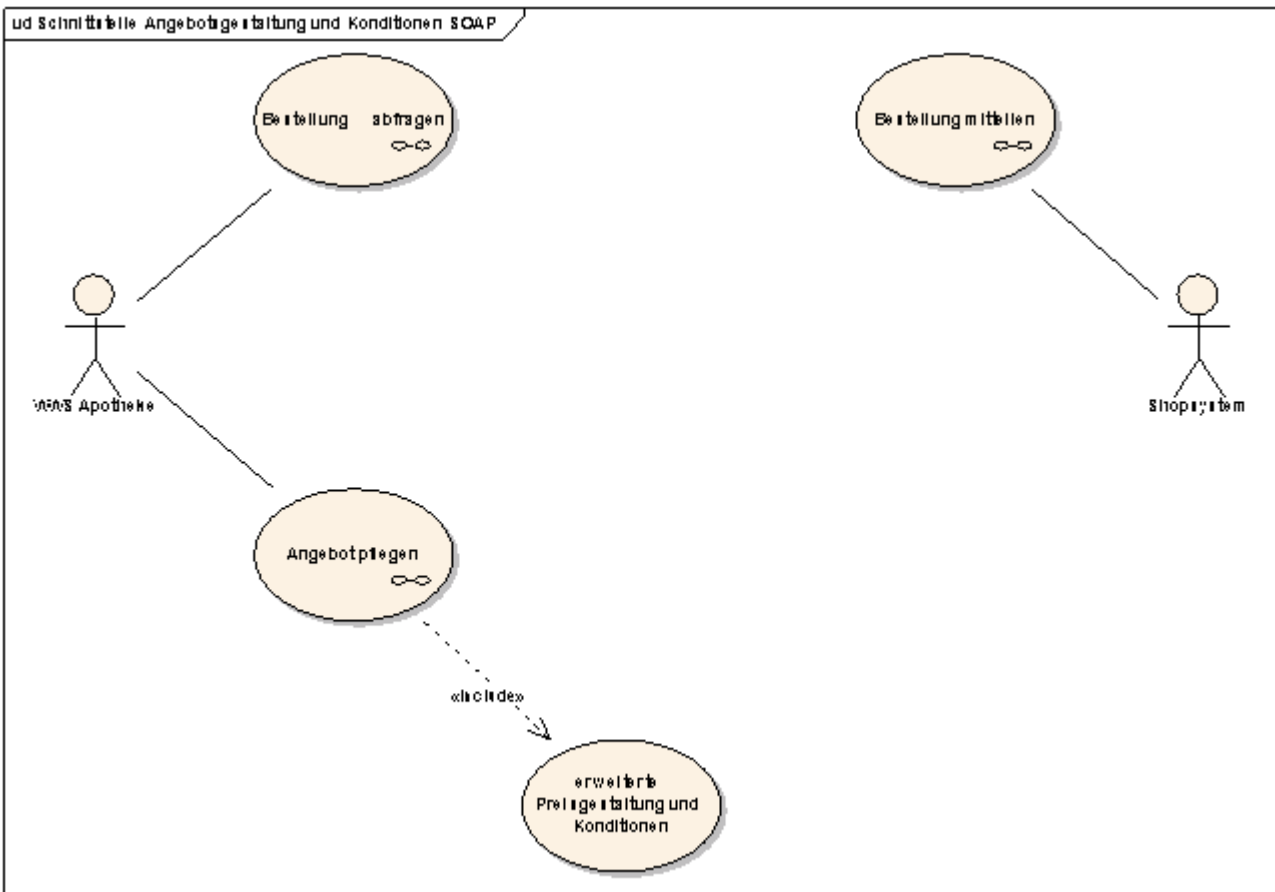 ud Schnittstelle Angebotsgestaltung und Konditionen SOAP
Bestellung abfragen
Bestellung mitteilen
WWS Apotheke
Shopsystem
Angebot pflegen
«include»
erweiterte
Preisgestaltung und
Konditionen